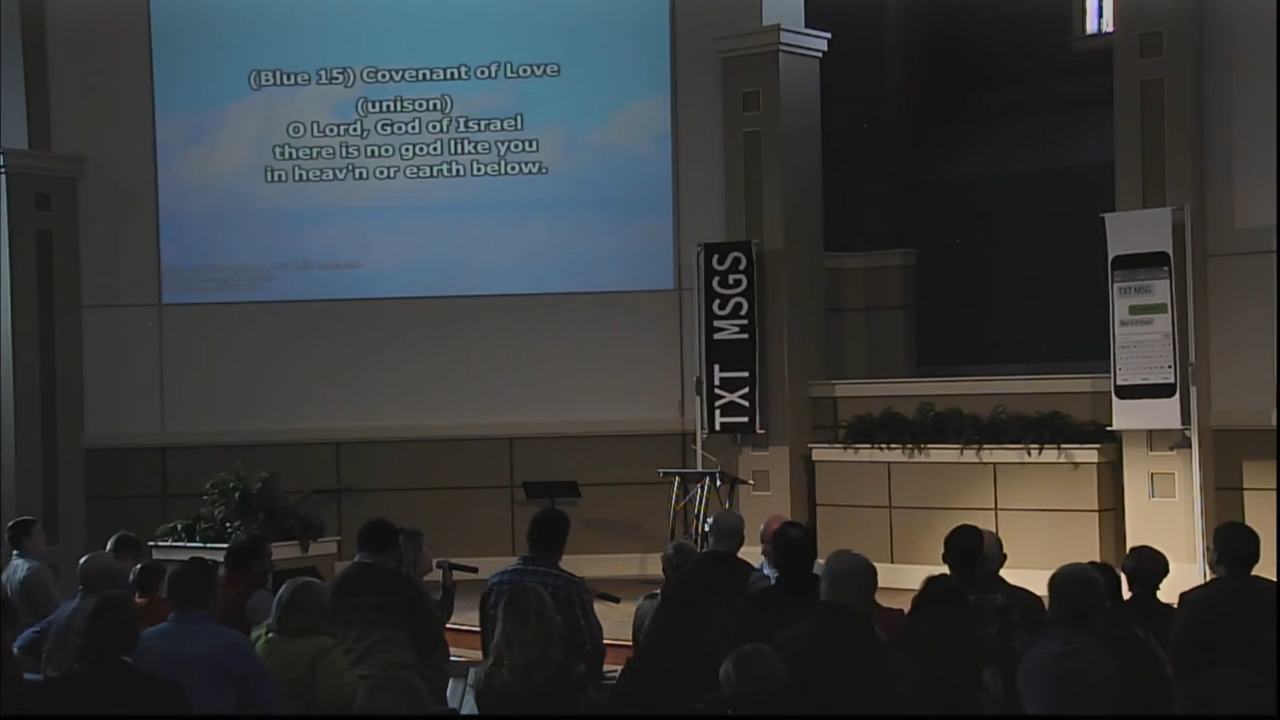 (Blue 15) Covenant of Love
(unison)
O Lord, God of Israel
there is no god like you
in heav'n or earth below.
TXT MSGS
TXT MSG